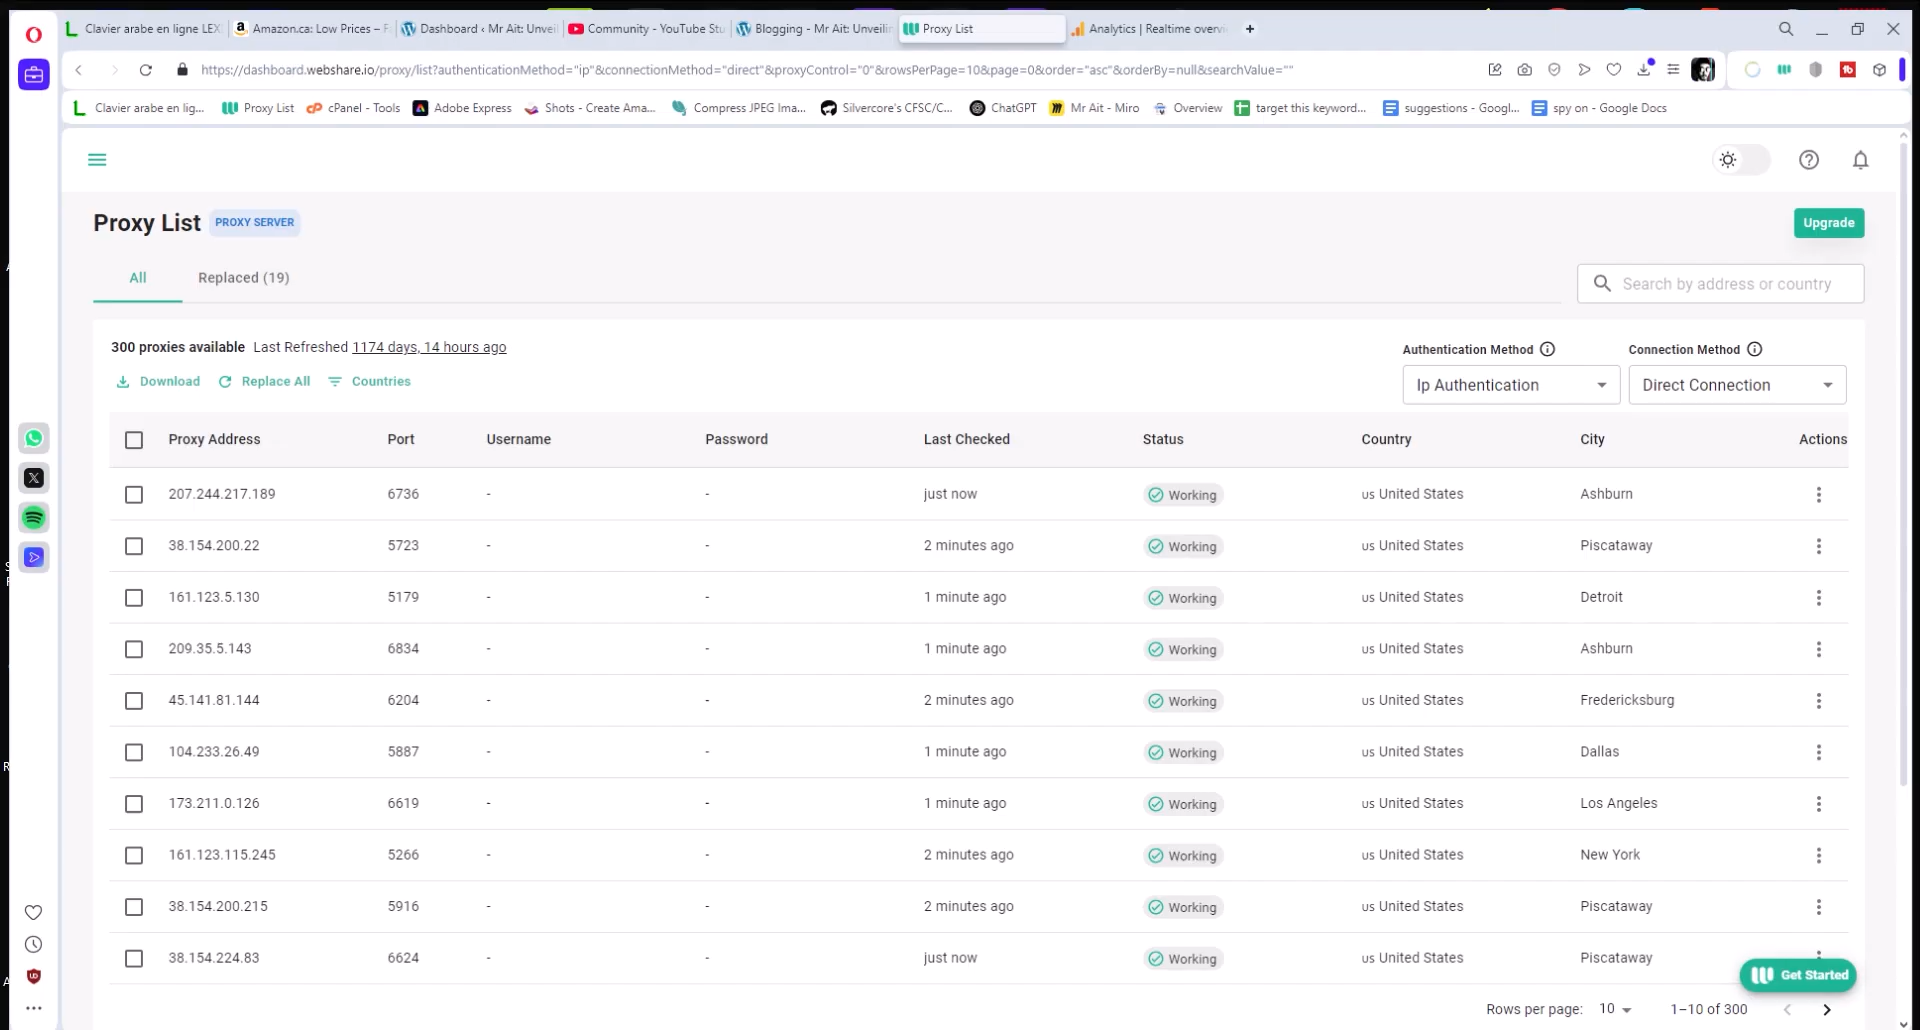 Clavier arabe en ligne LEX Amazon.ca: Low Prices – F Dashboard ‹ Mr Ait: Unveil Community - YouTube Stu Blogging - Mr Ait: Unveilin Proxy List Analytics | Realtime overvi
https://dashboard.webshare.io/proxy/list?authenticationMethod="ip"&connectionMethod="direct"&proxyControl="0"&rowsPerPage=10&page=0&order="asc"&orderBy=null&searchValue=""
Clavier arabe en lig... Proxy List cPanel - Tools Adobe Express Shots - Create Ama... Compress JPEG Ima... Silvercore's CFSC/C... ChatGPT Mr Ait - Miro Overview target this keyword... suggestions - Googl... spy on - Google Docs
Proxy List PROXY SERVER Upgrade
All Replaced (19) Search by address or country
300 proxies available Last Refreshed 1174 days, 14 hours ago
Authentication Method Connection Method
Download Replace All Countries Ip Authentication Direct Connection
Proxy Address Port Username Password Last Checked Status Country City Actions
207.244.217.189 6736 - - just now Working us United States Ashburn
38.154.200.22 5723 - - 2 minutes ago Working us United States Piscataway
161.123.5.130 5179 - - 1 minute ago Working us United States Detroit
209.35.5.143 6834 - - 1 minute ago Working us United States Ashburn
45.141.81.144 6204 - - 2 minutes ago Working us United States Fredericksburg
104.233.26.49 5887 - - 1 minute ago Working us United States Dallas
173.211.0.126 6619 - - 1 minute ago Working us United States Los Angeles
161.123.115.245 5266 - - 2 minutes ago Working us United States New York
38.154.200.215 5916 - - 2 minutes ago Working us United States Piscataway
38.154.224.83 6624 - - just now Working us United States Piscataway
Get Started
Rows per page: 10 1–10 of 300